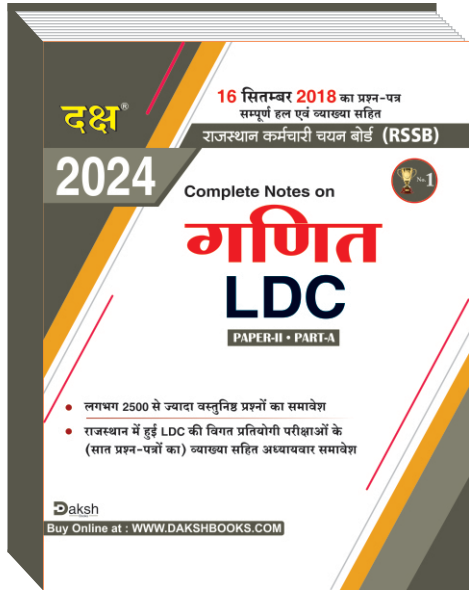 16 सितम्बर 2018 का प्रश्न-पत्र
सम्पूर्ण हल एवं व्याख्या सहित
दक्ष®
राजस्थान कर्मचारी चयन बोर्ड (RSSB)
2024
No.1
Complete Notes on
गणित
LDC
PAPER-II • PART-A
• लगभग 2500 से ज्यादा वस्तुनिष्ठ प्रश्नों का समावेश
• राजस्थान में हुई LDC की विगत प्रतियोगी परीक्षाओं के
(सात प्रश्न-पत्रों का) व्याख्या सहित अध्यायवार समावेश
Daksh
Buy Online at : WWW.DAKSHBOOKS.COM